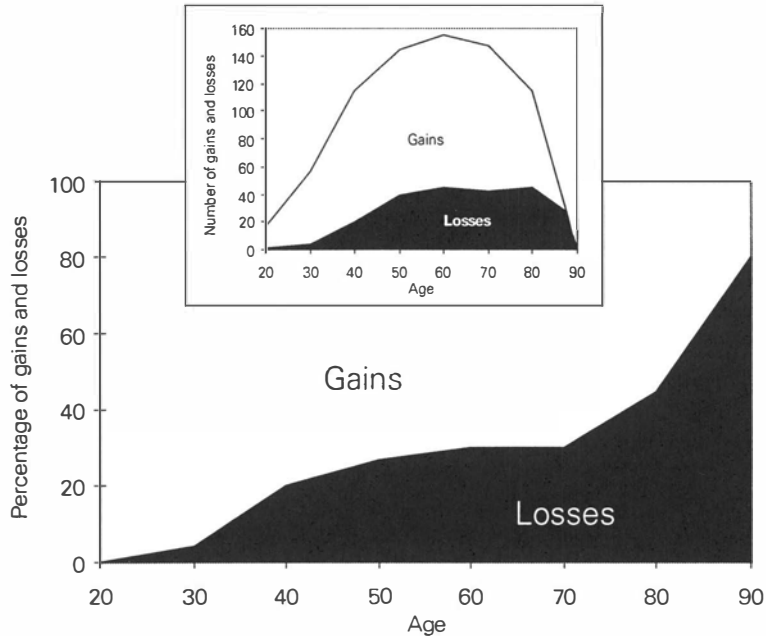 160
140
120
100
80
60
40
20
0
Number of gains and losses
Gains
Losses
20 30 40 50 60 70 80 90
Age
100
80
60
40
20
0
Percentage of gains and losses
Gains
Losses
20 30 40 50 60 70 80 90
Age